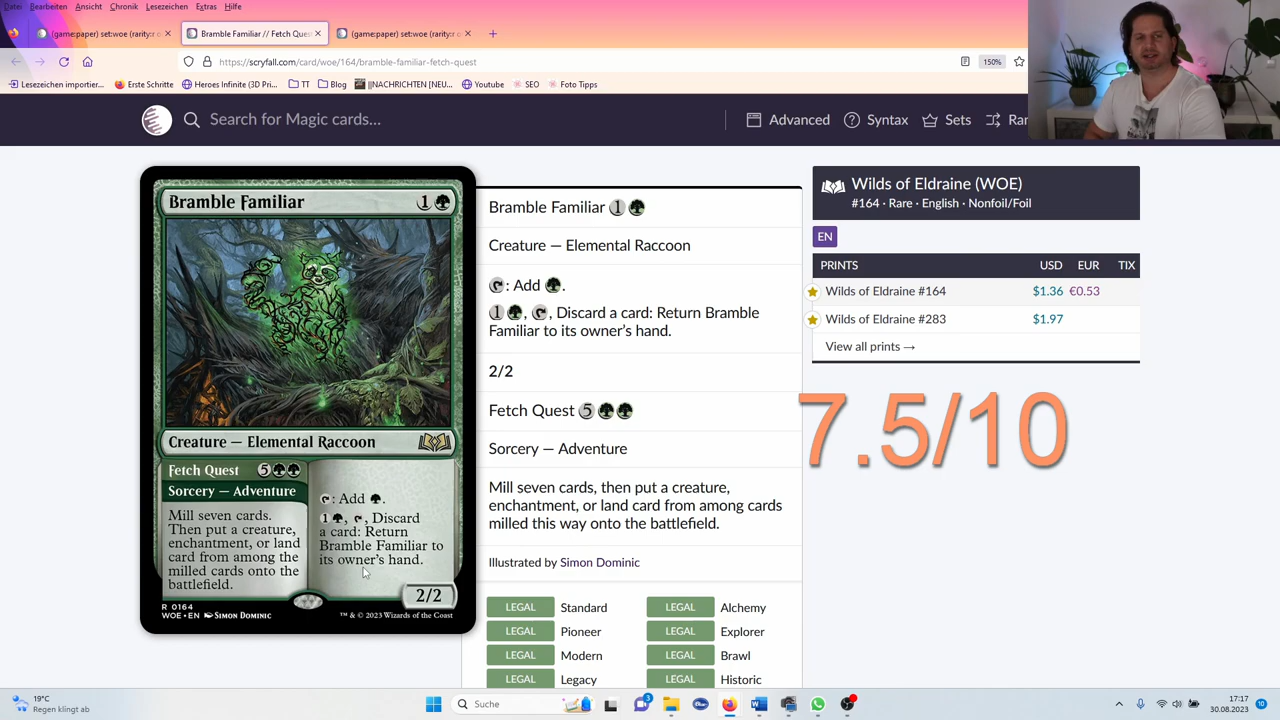 Datei Bearbeiten Ansicht Chronik Lesezeichen Extras Hilfe
(game:paper) set:woe (rarity:r o
Bramble Familiar // Fetch Ques
(game:paper) set:woe (rarity:r o
https://scryfall.com/card/woe/164/bramble-familiar-fetch-quest
150%
Lesezeichen importier...
Erste Schritte
Heroes Infinite (3D Pri...
TT
Blog
||NACHRICHTEN [NEU...
Youtube
SEO
Foto Tipps
Search for Magic cards...
Advanced
Syntax
Sets
Ran
Bramble Familiar 1
Creature — Elemental Raccoon
Fetch Quest 5
Sorcery — Adventure
Mill seven cards.
Then put a creature,
enchantment, or land
card from among the
milled cards onto the
battlefield.
: Add .
1 , , Discard
a card: Return
Bramble Familiar to
its owner's hand.
2/2
R 0164
WOE • EN SIMON DOMINIC
™ & © 2023 Wizards of the Coast
Bramble Familiar 1
Creature — Elemental Raccoon
: Add .
1 , , Discard a card: Return Bramble
Familiar to its owner's hand.
2/2
Fetch Quest 5
Sorcery — Adventure
Mill seven cards, then put a creature,
enchantment, or land card from among cards
milled this way onto the battlefield.
Illustrated by Simon Dominic
LEGAL Standard LEGAL Alchemy
LEGAL Pioneer LEGAL Explorer
LEGAL Modern LEGAL Brawl
LEGAL Legacy LEGAL Historic
Wilds of Eldraine (WOE)
#164 · Rare · English · Nonfoil/Foil
EN
PRINTS USD EUR TIX
Wilds of Eldraine #164 $1.36 €0.53
Wilds of Eldraine #283 $1.97
View all prints →
7.5/10
19°C
Regen klingt ab
Suche
3
17:17
30.08.2023
10